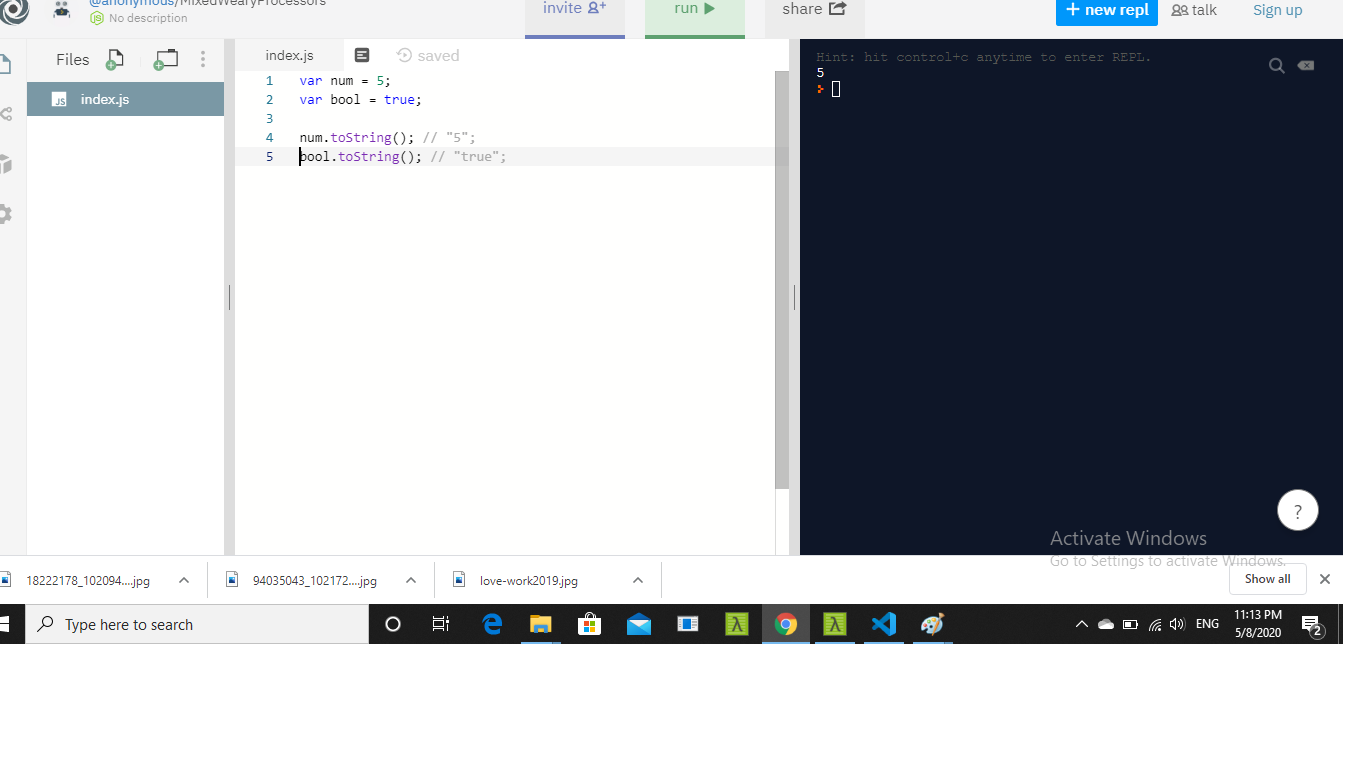 @anonymous/MixedWearyProcessors
No description
invite
run
share
+ new repl
talk
Sign up
Files
index.js
saved
JS index.js
1 var num = 5;
2 var bool = true;
3
4 num.toString(); // "5";
5 bool.toString(); // "true";
Hint: hit control+c anytime to enter REPL.
5
?
Activate Windows
Go to Settings to activate Windows.
18222178_102094....jpg
94035043_102172....jpg
love-work2019.jpg
Show all
Type here to search
ENG
11:13 PM
5/8/2020
2